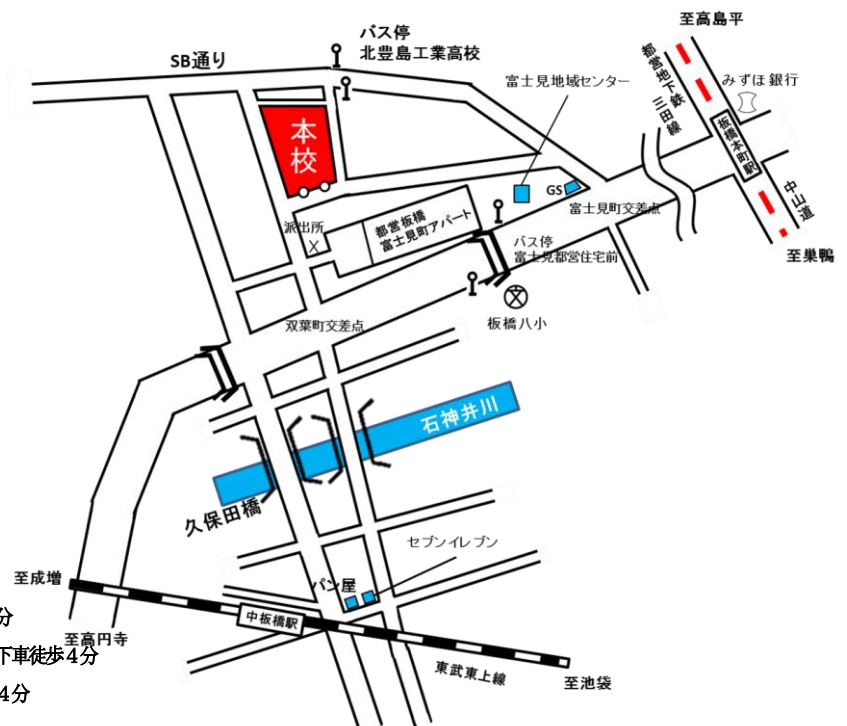 至高島平
バス停
北豊島工業高校
SB通り
都営地下鉄
三田線
みずほ銀行
富士見地域センター
本校
板橋本町駅
GS
中山道
富士見町交差点
派出所
都営板橋
富士見町アパート
バス停
富士見都営住宅前
至巣鴨
板橋八小
双葉町交差点
石神井川
久保田橋
セブンイレブン
至成増
パン屋
分
中板橋駅
至高円寺
下車徒歩4分
東武東上線
至池袋
4分